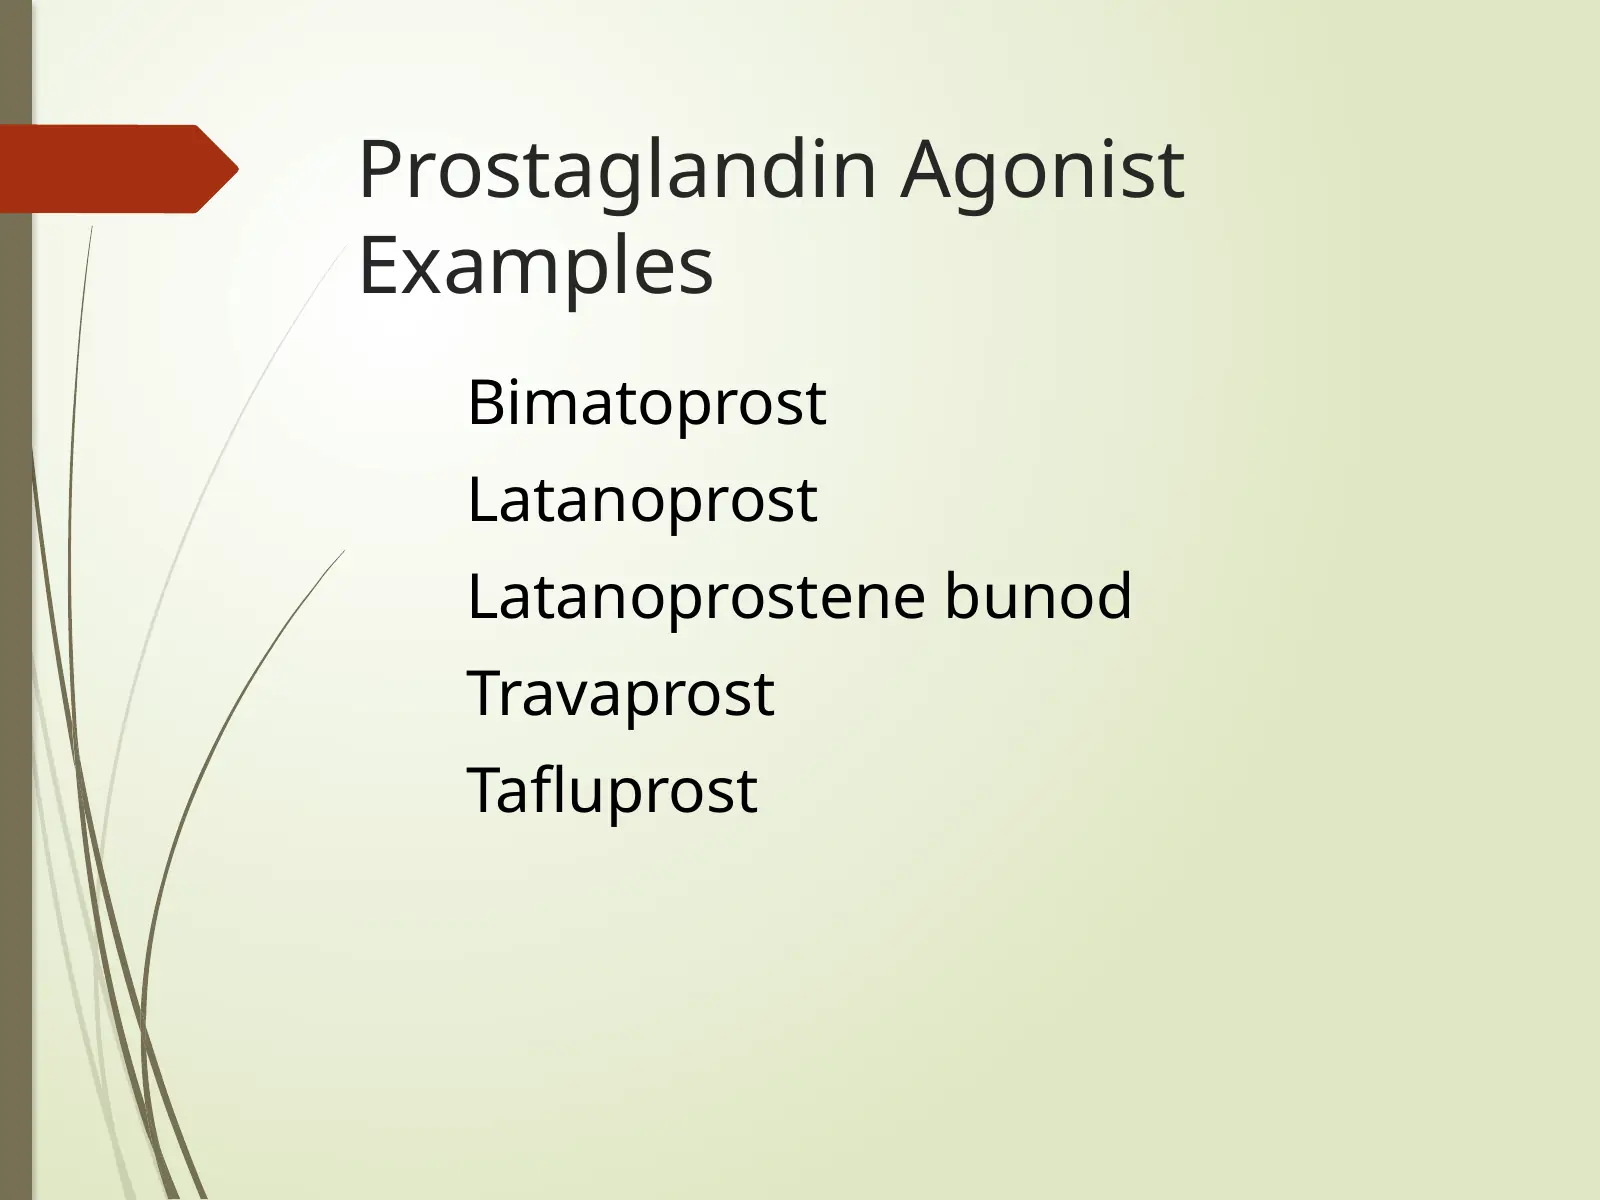 Prostaglandin Agonist
Examples
Bimatoprost
Latanoprost
Latanoprostene bunod
Travaprost
Tafluprost